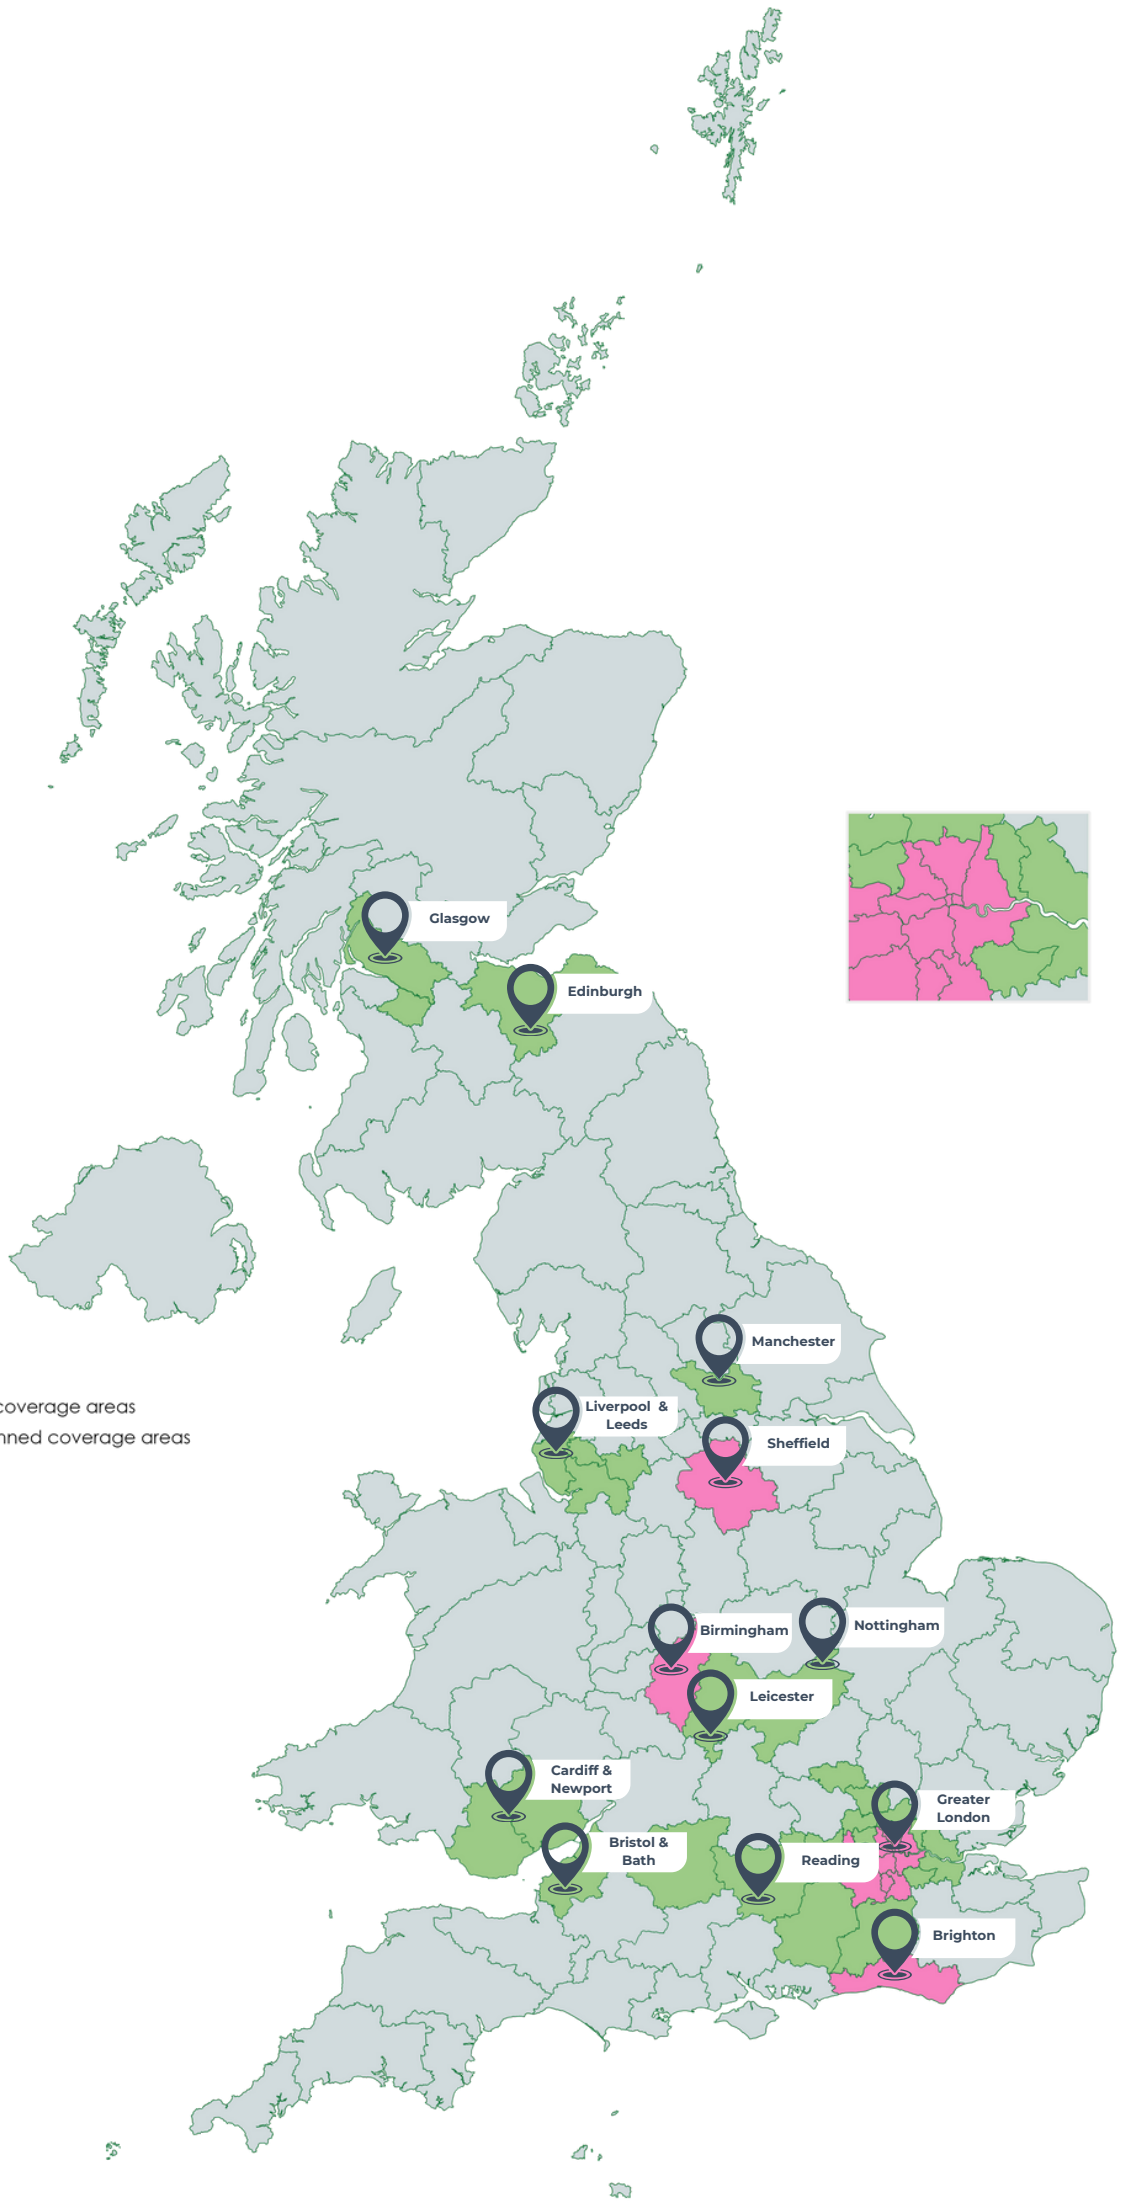 Glasgow
Edinburgh
Manchester
coverage areas
Liverpool &
Leeds
coverage areas
Sheffield
Birmingham
Nottingham
Leicester
Cardiff &
Newport
Greater
London
Bristol &
Bath
Reading
Brighton